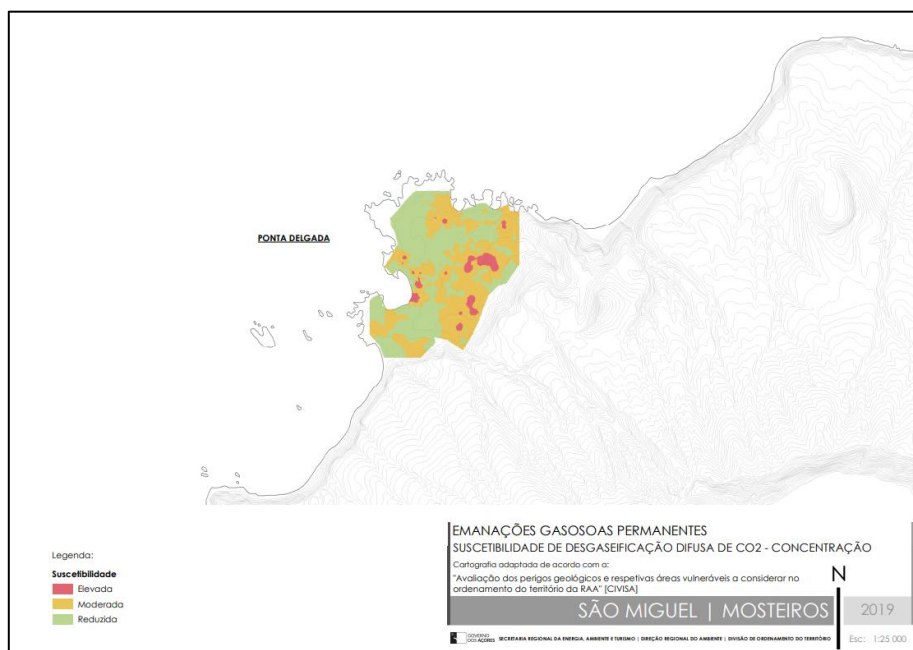 PONTA DELGADA
EMANAÇÕES GASOSOAS PERMANENTES
SUSCETIBILIDADE DE DESGASEIFICAÇÃO DIFUSA DE CO2 - CONCENTRAÇÃO
Cartografia adaptada de acordo com a:
"Avaliação dos perigos geológicos e respetivas áreas vulneráveis a considerar no
ordenamento do território da RAA" [CIVISA]
N
SÃO MIGUEL | MOSTEIROS
2019
GOVERNO
DOS AÇORES
SECRETARIA REGIONAL DA ENERGIA, AMBIENTE E TURISMO | DIREÇÃO REGIONAL DO AMBIENTE | DIVISÃO DE ORDENAMENTO DO TERRITÓRIO
Esc: 1:25 000
Legenda:
Suscetibilidade
Elevada
Moderada
Reduzida